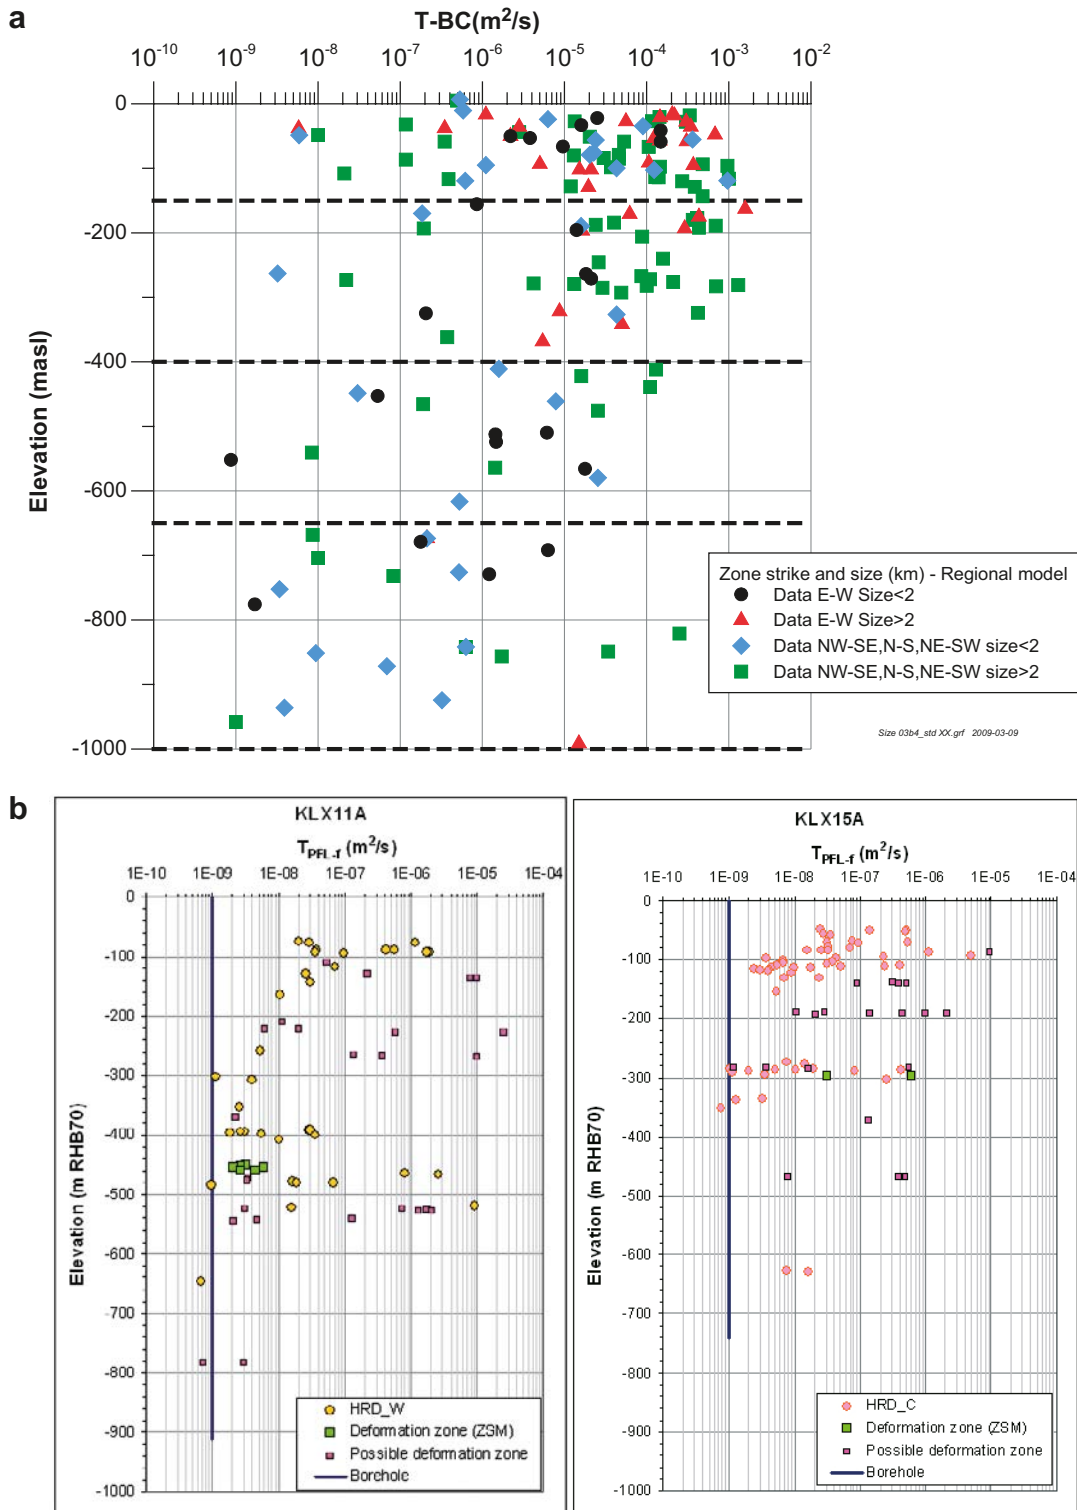 a
T-BC(m²/s)
10⁻¹⁰ 10⁻⁹ 10⁻⁸ 10⁻⁷ 10⁻⁶ 10⁻⁵ 10⁻⁴ 10⁻³ 10⁻²
0
-200
-400
-600
-800
-1000
Elevation (masl)
Zone strike and size (km) - Regional model
Data E-W Size<2
Data E-W Size>2
Data NW-SE,N-S,NE-SW size<2
Data NW-SE,N-S,NE-SW size>2
Size 03b4_std XX.grf 2009-03-09
b
KLX11A
T_PFL-f (m²/s)
1E-10 1E-09 1E-08 1E-07 1E-06 1E-05 1E-04
0
-100
-200
-300
-400
-500
-600
-700
-800
-900
-1000
Elevation (m RHB70)
HRD_W
Deformation zone (ZSM)
Possible deformation zone
Borehole
KLX15A
T_PFL-f (m²/s)
1E-10 1E-09 1E-08 1E-07 1E-06 1E-05 1E-04
0
-100
-200
-300
-400
-500
-600
-700
-800
-900
-1000
Elevation (m RHB70)
HRD_C
Deformation zone (ZSM)
Possible deformation zone
Borehole